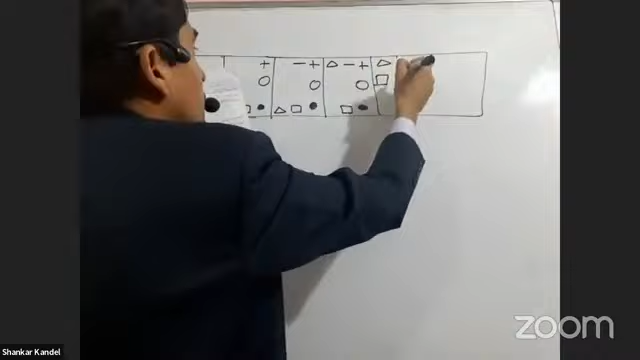 + − + △ − + △
○ ○ ○ □
□ ● △ □ ● □ ●
zoom
Shankar Kandel